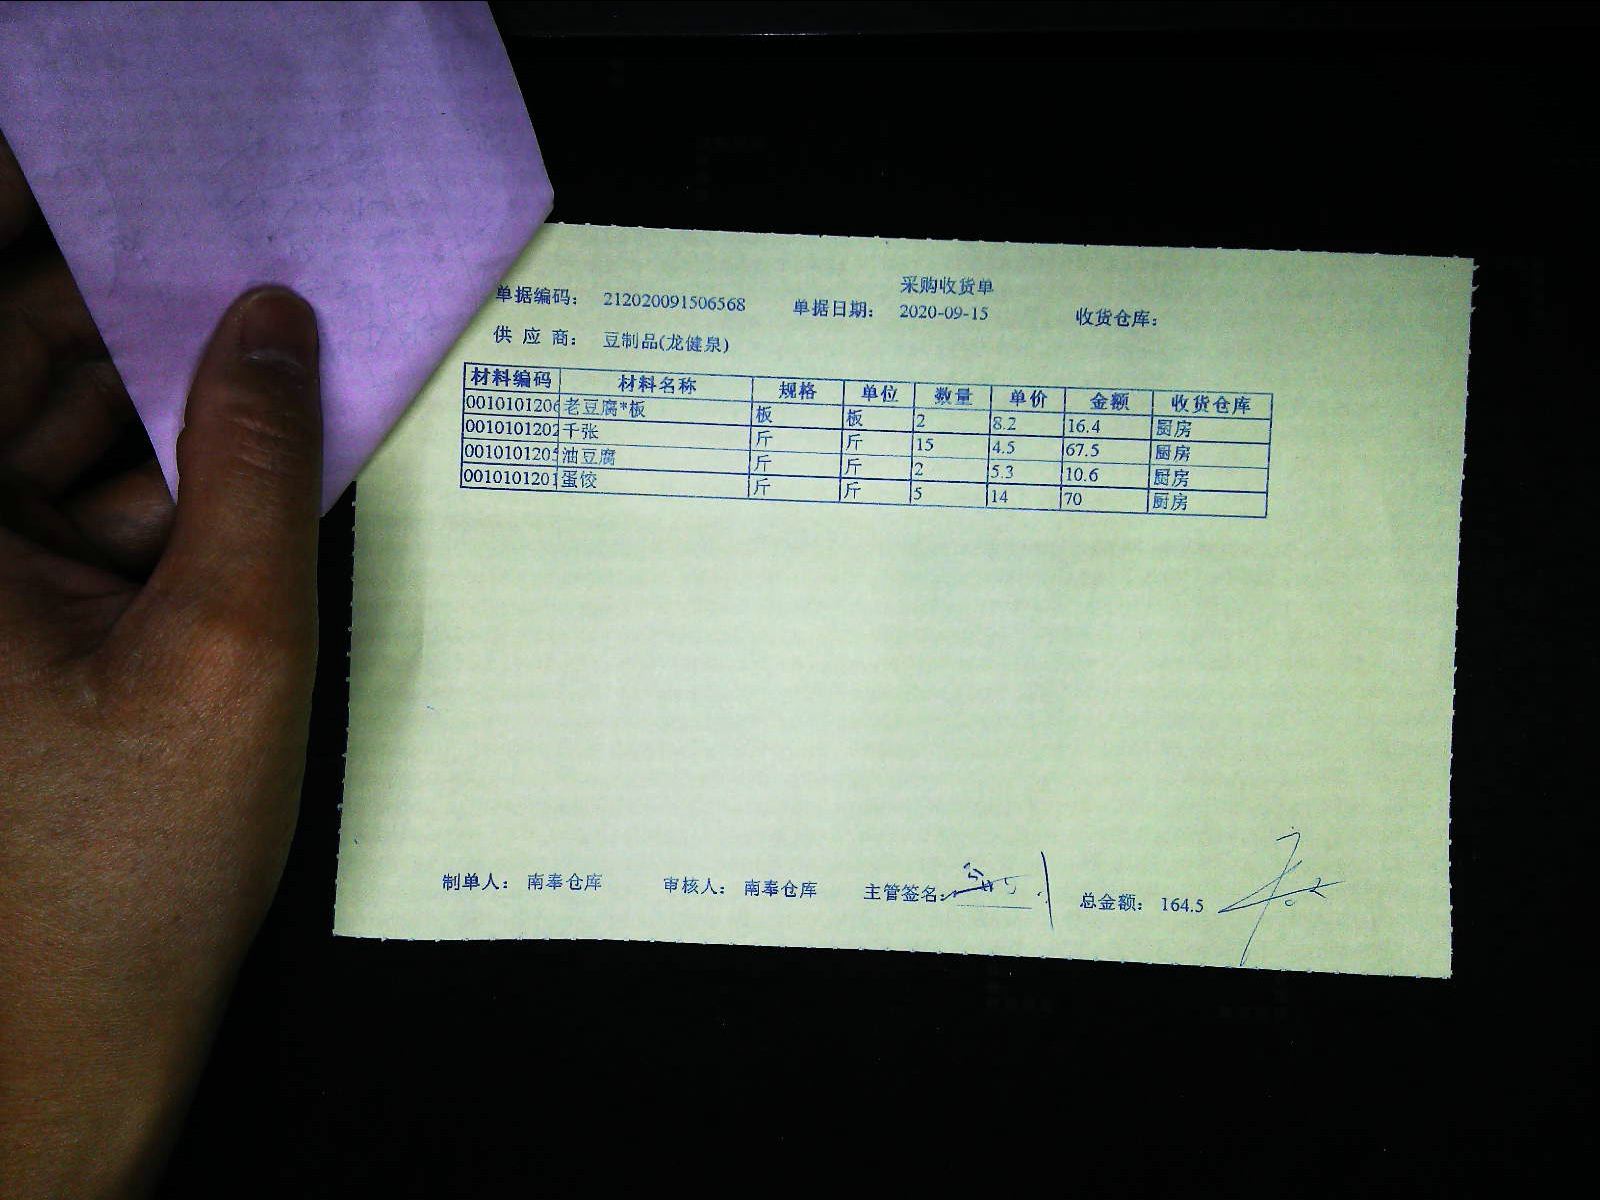 采购收货单
单据编码: 212020091506568 单据日期: 2020-09-15 收货仓库:
供 应 商: 豆制品(龙健泉)
材料编码 材料名称 规格 单位 数量 单价 金额 收货仓库
0010101206 老豆腐*板 板 板 2 8.2 16.4 厨房
0010101202 千张 斤 斤 15 4.5 67.5 厨房
001010120 油豆腐 斤 斤 2 5.3 10.6 厨房
0010101201 蛋饺 斤 斤 5 14 70 厨房
制单人: 南奉仓库 审核人: 南奉仓库 主管签名: 总金额: 164.5